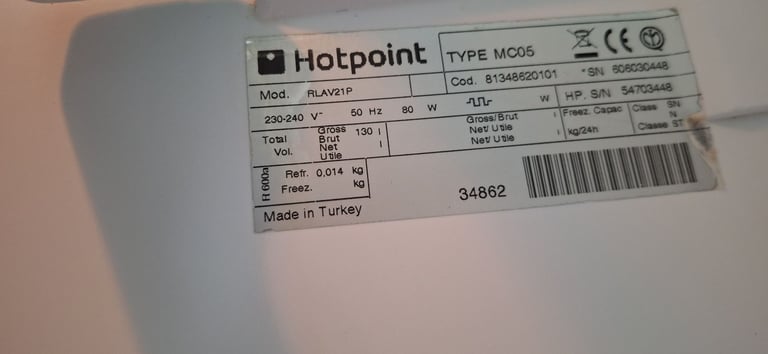 Hotpoint TYPE MC05
Mod. RLAV21P Cod. 81348620101 *SN 606030448
230-240 V~ 50 Hz 80 W W HP. S/N 54703448
Total Vol. Gross Brut 130 l Net Utile l
Gross/Brut l Net/Utile Net/Utile l
Freez. Capac kg/24h Class SN N Classe ST
R 600a Refr. 0,014 kg
Freez. kg
34862
Made in Turkey